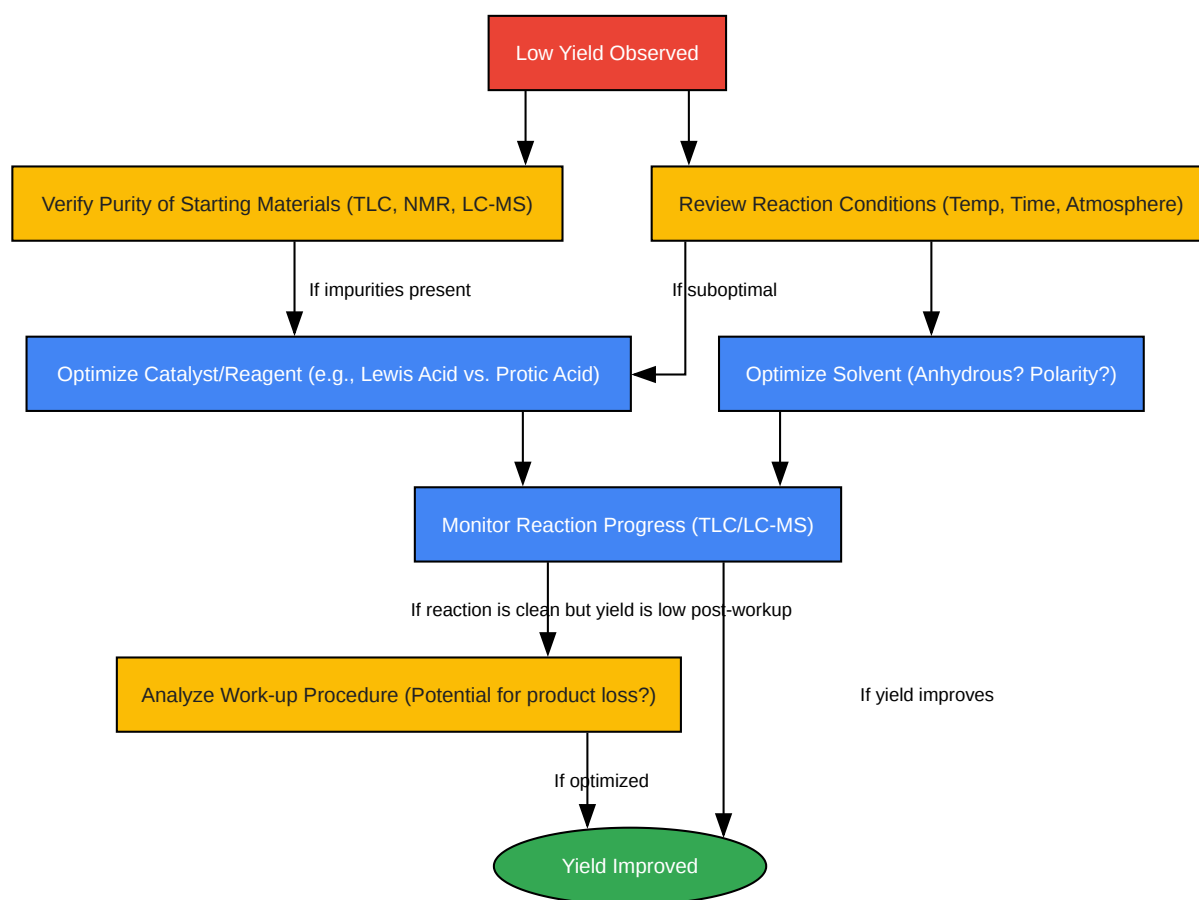 Low Yield Observed
Verify Purity of Starting Materials (TLC, NMR, LC-MS)
Review Reaction Conditions (Temp, Time, Atmosphere)
If impurities present
If suboptimal
Optimize Catalyst/Reagent (e.g., Lewis Acid vs. Protic Acid)
Optimize Solvent (Anhydrous? Polarity?)
Monitor Reaction Progress (TLC/LC-MS)
If reaction is clean but yield is low post-workup
Analyze Work-up Procedure (Potential for product loss?)
If yield improves
If optimized
Yield Improved